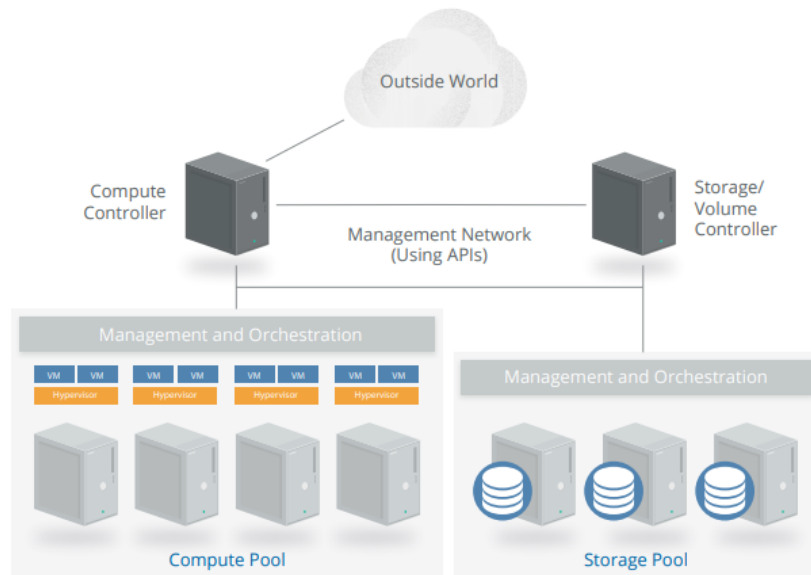 Outside World
Compute
Controller
Storage/
Volume
Controller
Management Network
(Using APIs)
Management and Orchestration
VM VM VM VM VM VM VM VM
Hypervisor Hypervisor Hypervisor Hypervisor
Management and Orchestration
Compute Pool
Storage Pool